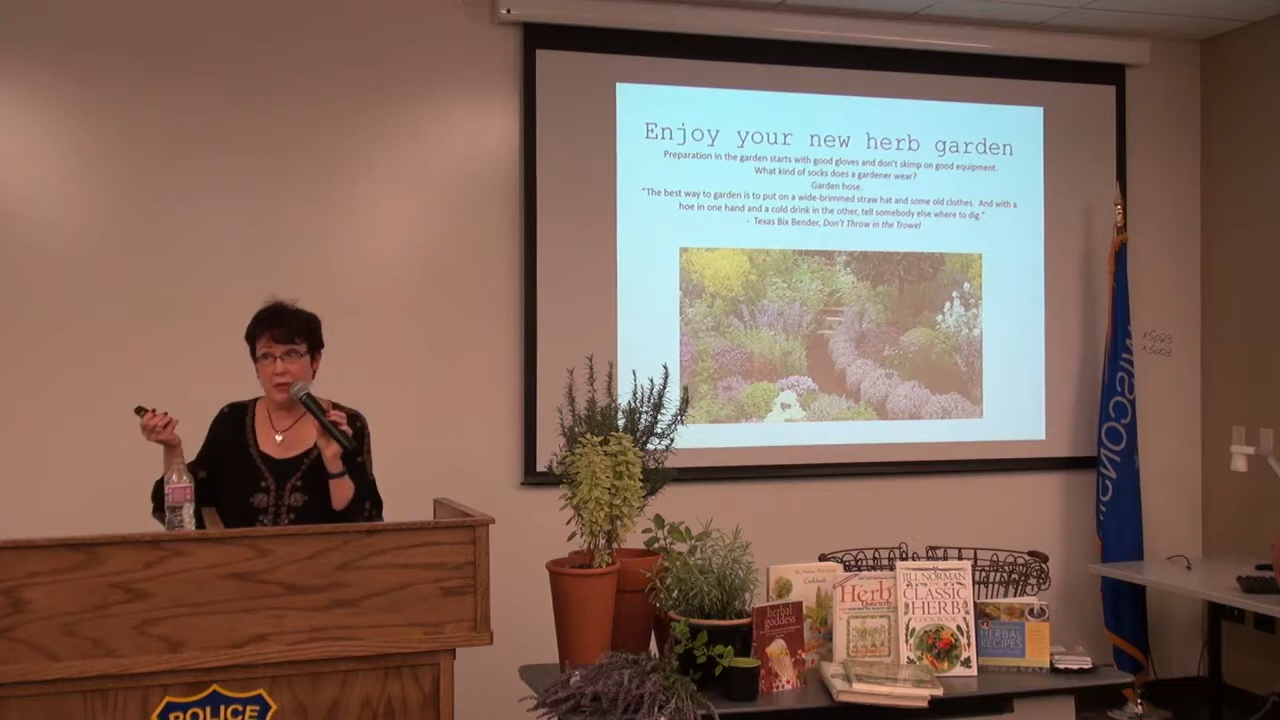 Enjoy your new herb garden
Preparation in the garden starts with good gloves and don't skimp on good equipment.
What kind of socks does a gardener wear?
Garden hose.
"The best way to garden is to put on a wide-brimmed straw hat and some old clothes. And with a
hoe in one hand and a cold drink in the other, tell somebody else where to dig."
- Texas Bix Bender, Don't Throw in the Trowel
x5023
x5003
WISCONSIN
Cookbook
Herb
JILL NORMAN
THE
CLASSIC
HERB
COOKBOOK
herbal
goddess
HERBAL
RECIPES
POLICE